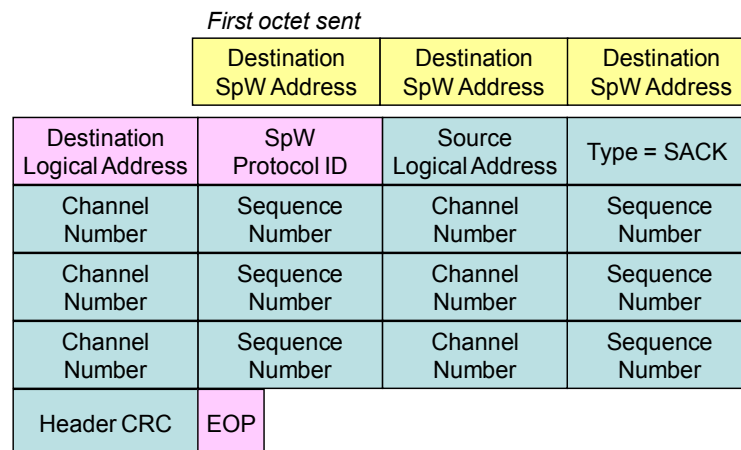 First octet sent
Destination
SpW Address
Destination
SpW Address
Destination
SpW Address
Destination
Logical Address
SpW
Protocol ID
Source
Logical Address
Type = SACK
Channel
Number
Sequence
Number
Channel
Number
Sequence
Number
Channel
Number
Sequence
Number
Channel
Number
Sequence
Number
Channel
Number
Sequence
Number
Channel
Number
Sequence
Number
Header CRC
EOP